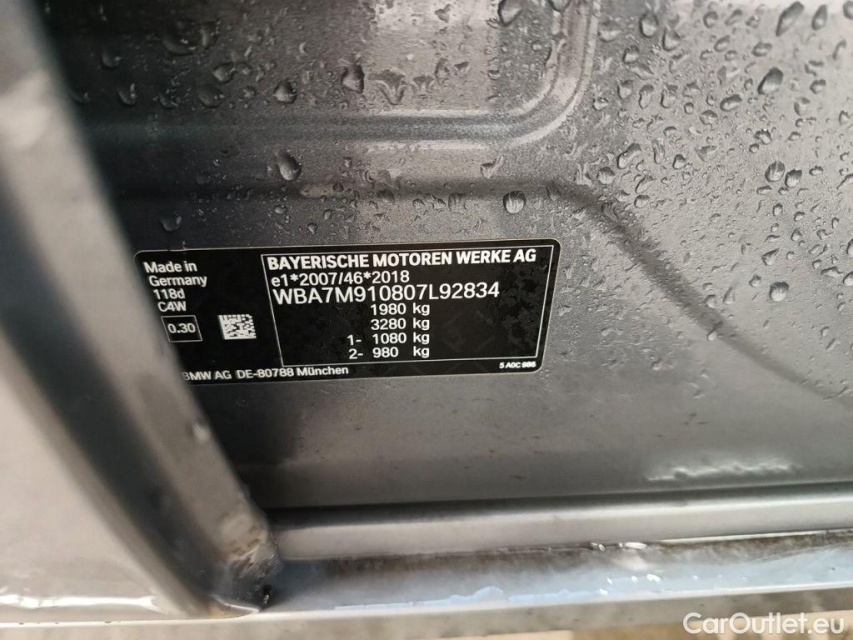 Made in
Germany
118d
C4W
0.30
BAYERISCHE MOTOREN WERKE AG
e1*2007/46*2018
WBA7M910807L92834
1980 kg
3280 kg
1- 1080 kg
2- 980 kg
BMW AG DE-80788 München
5 A0C 986
CarOutlet.eu